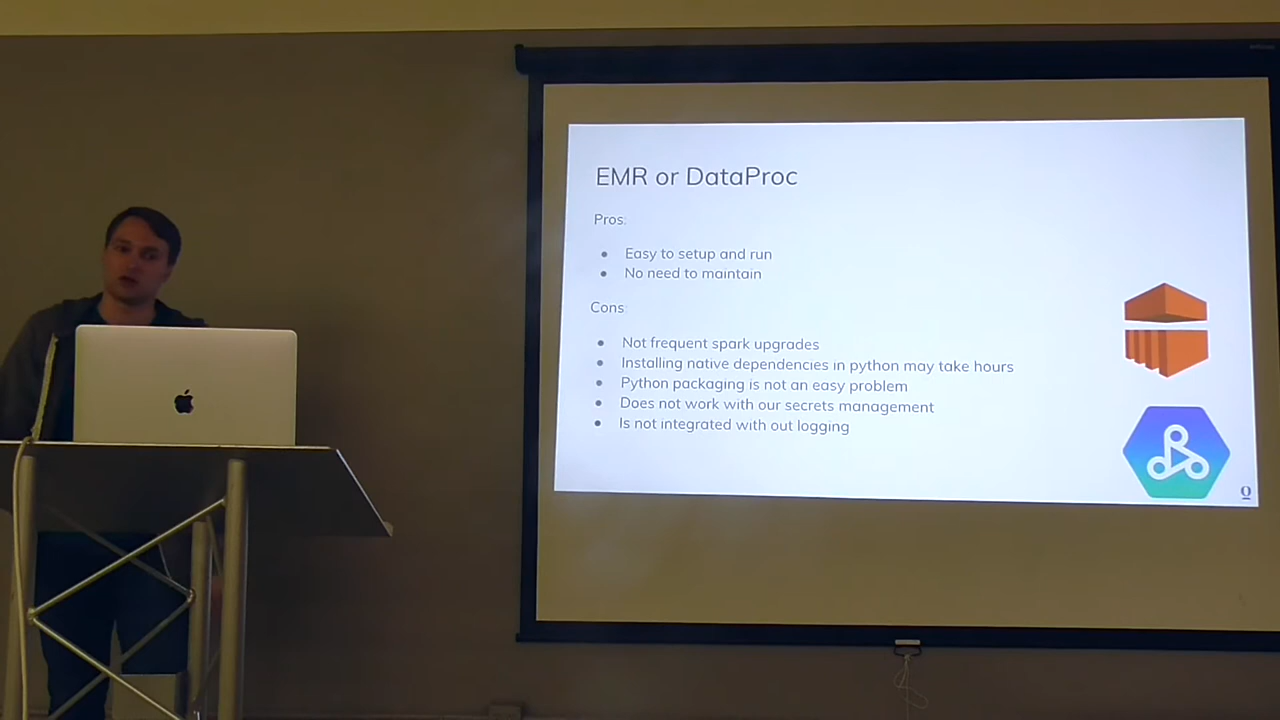 EMR or DataProc
Pros:
● Easy to setup and run
● No need to maintain
Cons:
● Not frequent spark upgrades
● Installing native dependencies in python may take hours
● Python packaging is not an easy problem
● Does not work with our secrets management
● Is not integrated with out logging